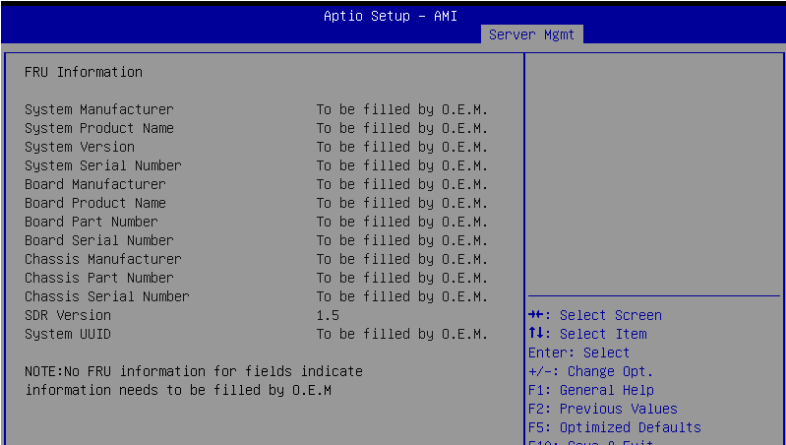 Aptio Setup – AMI
Server Mgmt
FRU Information
System Manufacturer To be filled by O.E.M.
System Product Name To be filled by O.E.M.
System Version To be filled by O.E.M.
System Serial Number To be filled by O.E.M.
Board Manufacturer To be filled by O.E.M.
Board Product Name To be filled by O.E.M.
Board Part Number To be filled by O.E.M.
Board Serial Number To be filled by O.E.M.
Chassis Manufacturer To be filled by O.E.M.
Chassis Part Number To be filled by O.E.M.
Chassis Serial Number To be filled by O.E.M.
SDR Version 1.5
System UUID To be filled by O.E.M.
NOTE:No FRU information for fields indicate
information needs to be filled by O.E.M
→←: Select Screen
↑↓: Select Item
Enter: Select
+/-: Change Opt.
F1: General Help
F2: Previous Values
F5: Optimized Defaults
F10: Save & Exit